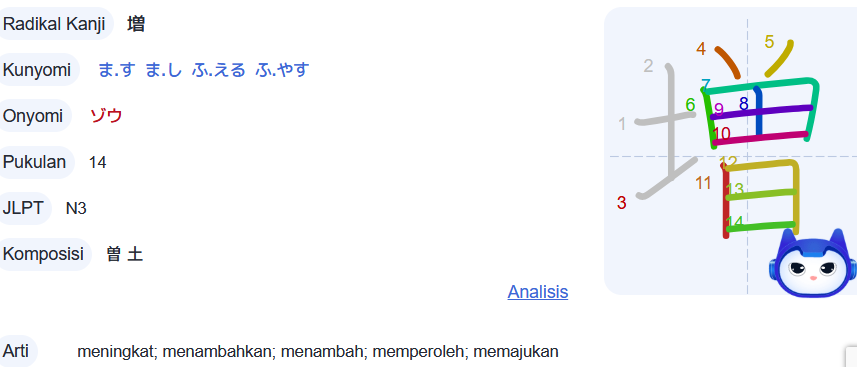 Radikal Kanji 増
Kunyomi ま.す ま.し ふ.える ふ.やす
Onyomi ゾウ
Pukulan 14
JLPT N3
Komposisi 曽 土
Analisis
Arti meningkat; menambahkan; menambah; memperoleh; memajukan
1
2
3
4
5
6
7
8
9
10
11
12
13
14